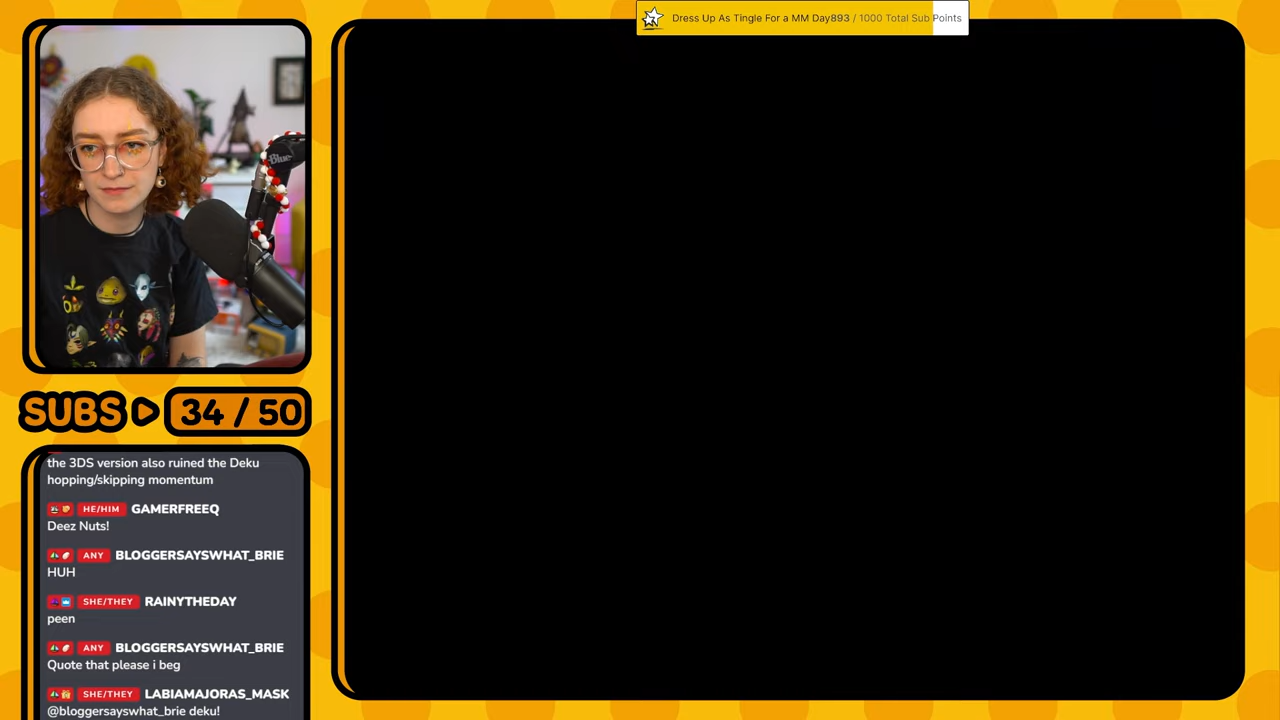 Dress Up As Tingle For a MM Day893 / 1000 Total Sub Points
Blue
SUBS 34 / 50
the 3DS version also ruined the Deku
hopping/skipping momentum
HE/HIM GAMERFREEQ
Deez Nuts!
ANY BLOGGERSAYSWHAT_BRIE
HUH
SHE/THEY RAINYTHEDAY
peen
ANY BLOGGERSAYSWHAT_BRIE
Quote that please i beg
SHE/THEY LABIAMAJORAS_MASK
@bloggersayswhat_brie deku!